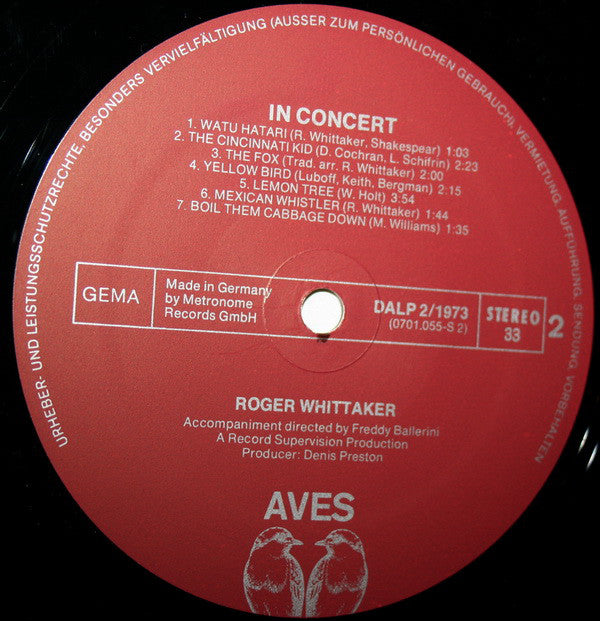 URHEBER- UND LEISTUNGSSCHUTZRECHTE, BESONDERS VERVIELFÄLTIGUNG (AUSSER ZUM PERSÖNLICHEN GEBRAUCH), VERMIETUNG, AUFFÜHRUNG, SENDUNG, VORBEHALTEN
IN CONCERT
1. WATU HATARI (R. Whittaker, Shakespear) 1:03
2. THE CINCINNATI KID (D. Cochran, L. Schifrin) 2:23
3. THE FOX (Trad. arr. R. Whittaker) 2:00
4. YELLOW BIRD (Luboff, Keith, Bergman) 2:15
5. LEMON TREE (W. Holt) 3:54
6. MEXICAN WHISTLER (R. Whittaker) 1:44
7. BOIL THEM CABBAGE DOWN (M. Williams) 1:35
GEMA
Made in Germany
by Metronome
Records GmbH
DALP 2/1973
(0701.055-S 2)
STEREO
33
2
ROGER WHITTAKER
Accompaniment directed by Freddy Ballerini
A Record Supervision Production
Producer: Denis Preston
AVES